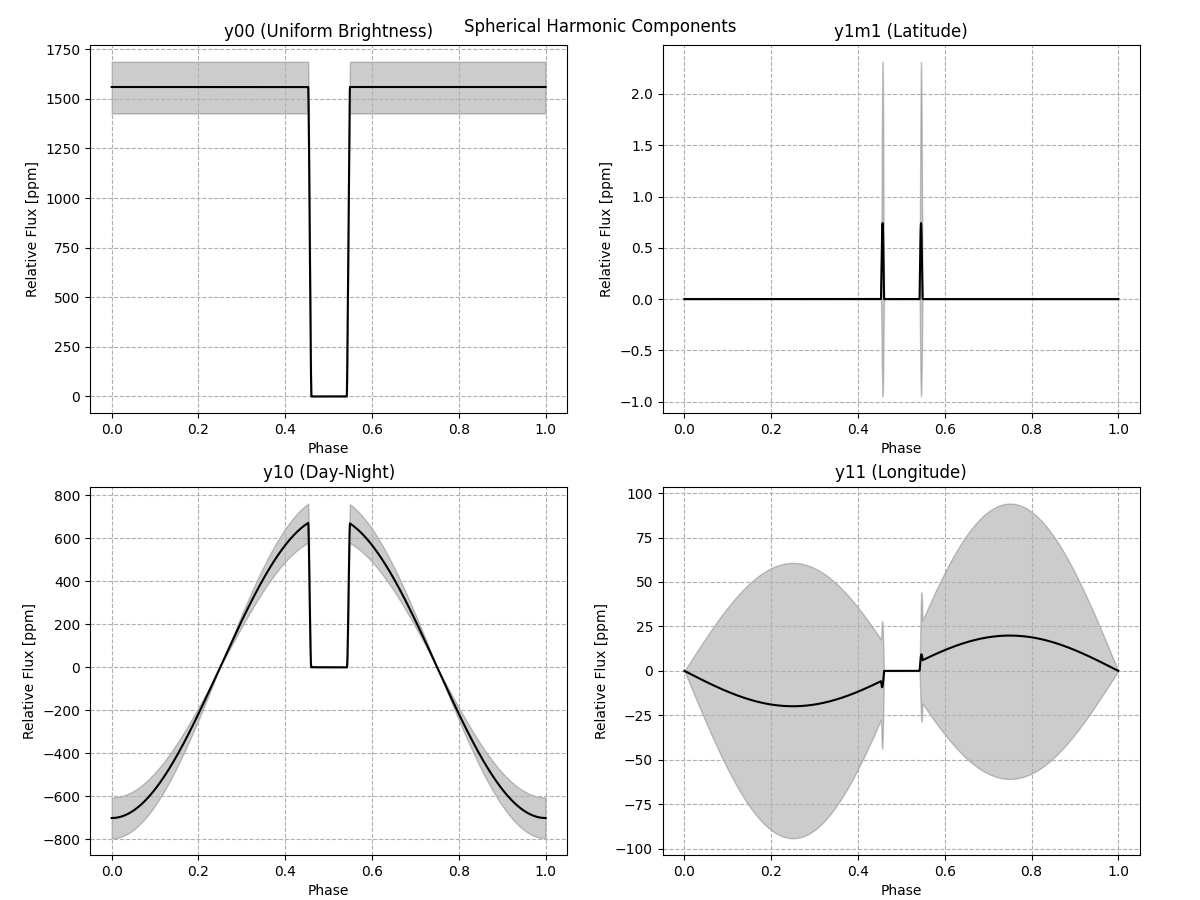 Spherical Harmonic Components
y00 (Uniform Brightness)
Relative Flux [ppm]
1750
1500
1250
1000
750
500
250
0
0.0 0.2 0.4 0.6 0.8 1.0
Phase
y1m1 (Latitude)
Relative Flux [ppm]
2.0
1.5
1.0
0.5
0.0
−0.5
−1.0
0.0 0.2 0.4 0.6 0.8 1.0
Phase
y10 (Day-Night)
Relative Flux [ppm]
800
600
400
200
0
−200
−400
−600
−800
0.0 0.2 0.4 0.6 0.8 1.0
Phase
y11 (Longitude)
Relative Flux [ppm]
100
75
50
25
0
−25
−50
−75
−100
0.0 0.2 0.4 0.6 0.8 1.0
Phase